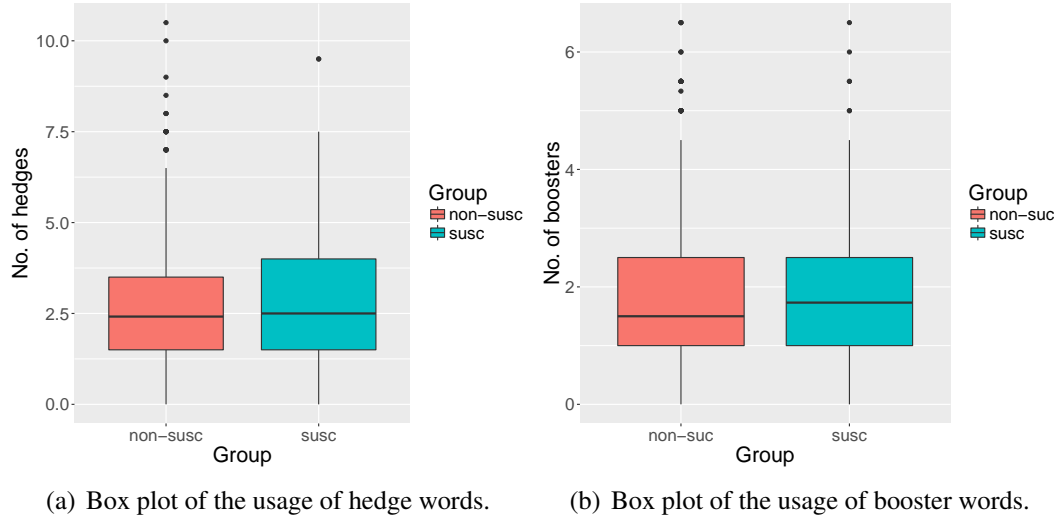 10.0
7.5
5.0
2.5
0.0
No. of hedges
non-susc
susc
Group
Group
non-susc
susc
6
4
2
0
No. of boosters
non-suc
susc
Group
Group
non-suc
susc
(a) Box plot of the usage of hedge words.
(b) Box plot of the usage of booster words.